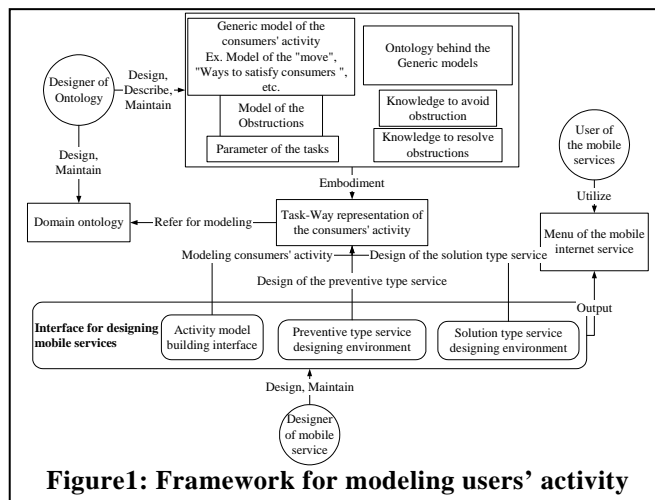 Generic model of the
consumers' activity
Ex. Model of the "move",
"Ways to satisfy consumers ",
etc.
Ontology behind the
Generic models
Designer of
Ontology
Design,
Describe,
Maintain
Model of the
Obstructions
Knowledge to avoid
obstruction
Parameter of the tasks
Knowledge to resolve
obstructions
User of
the mobile
services
Design,
Maintain
Embodiment
Utilize
Domain ontology
Refer for modeling
Task-Way representation of
the consumers' activity
Menu of the mobile
internet service
Modeling consumers' activity
Design of the solution type service
Design of the preventive type service
Output
Interface for designing
mobile services
Activity model
building interface
Preventive type service
designing environment
Solution type service
designing environment
Design, Maintain
Designer
of mobile
service
Figure1: Framework for modeling users' activity